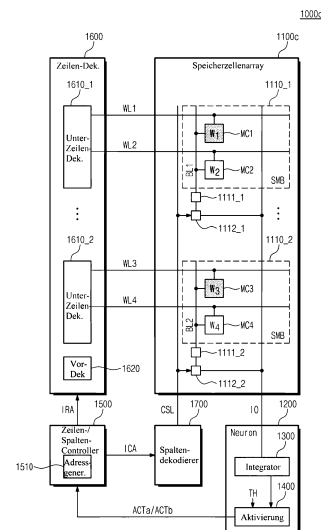 1000c
1600
1100c
Zeilen-Dek.
Speicherzellenarray
1610_1
1110_1
WL1
W1
MC1
Unter-
Zeilen-
Dek.
WL2
BL1
W2
MC2
SMB
1111_1
1112_1
1610_2
1110_2
WL3
W3
MC3
Unter-
Zeilen-
Dek.
WL4
BL2
W4
MC4
SMB
1111_2
Vor-
Dek
1620
1112_2
IRA
1500
CSL
1700
IO
1200
Zeilen-/
Spalten-
Controller
1510
Adress-
gener.
ICA
Spalten-
dekodierer
Neuron
1300
Integrator
1400
TH
Aktivierung
ACTa/ACTb